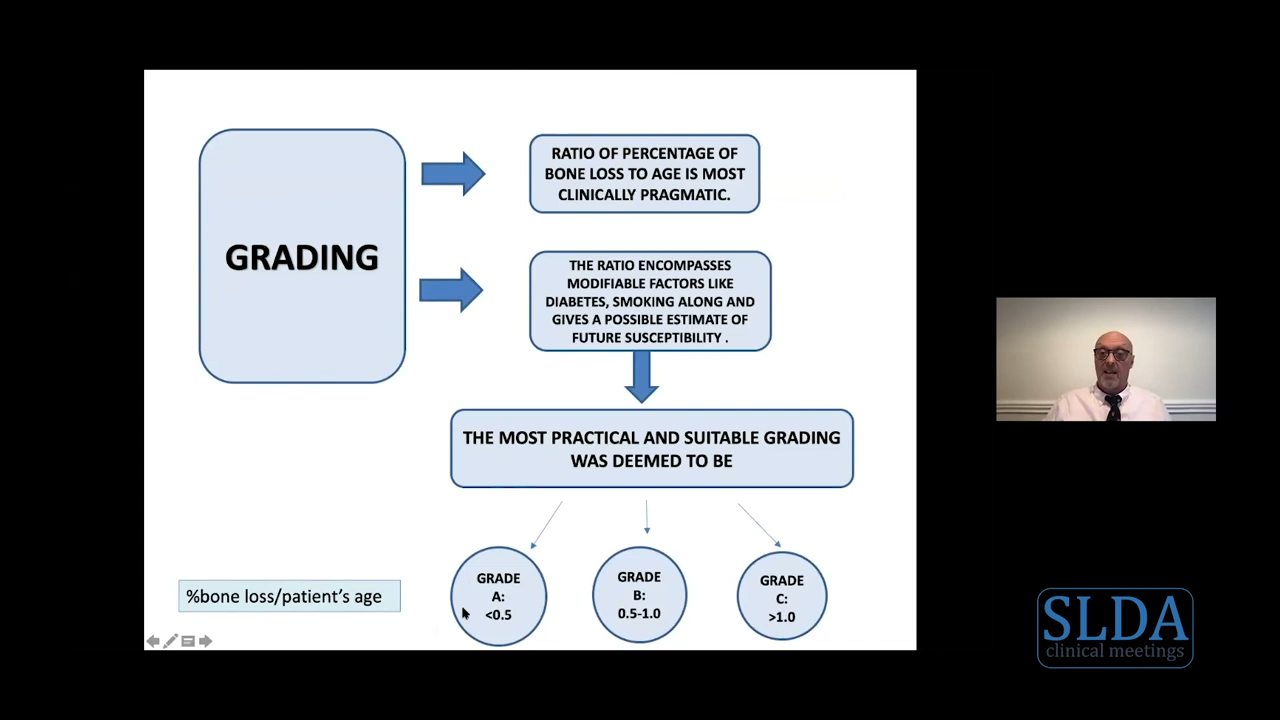 GRADING
RATIO OF PERCENTAGE OF
BONE LOSS TO AGE IS MOST
CLINICALLY PRAGMATIC.
THE RATIO ENCOMPASSES
MODIFIABLE FACTORS LIKE
DIABETES, SMOKING ALONG AND
GIVES A POSSIBLE ESTIMATE OF
FUTURE SUSCEPTIBILITY .
THE MOST PRACTICAL AND SUITABLE GRADING
WAS DEEMED TO BE
GRADE
A:
<0.5
GRADE
B:
0.5-1.0
GRADE
C:
>1.0
%bone loss/patient's age
SLDA
clinical meetings